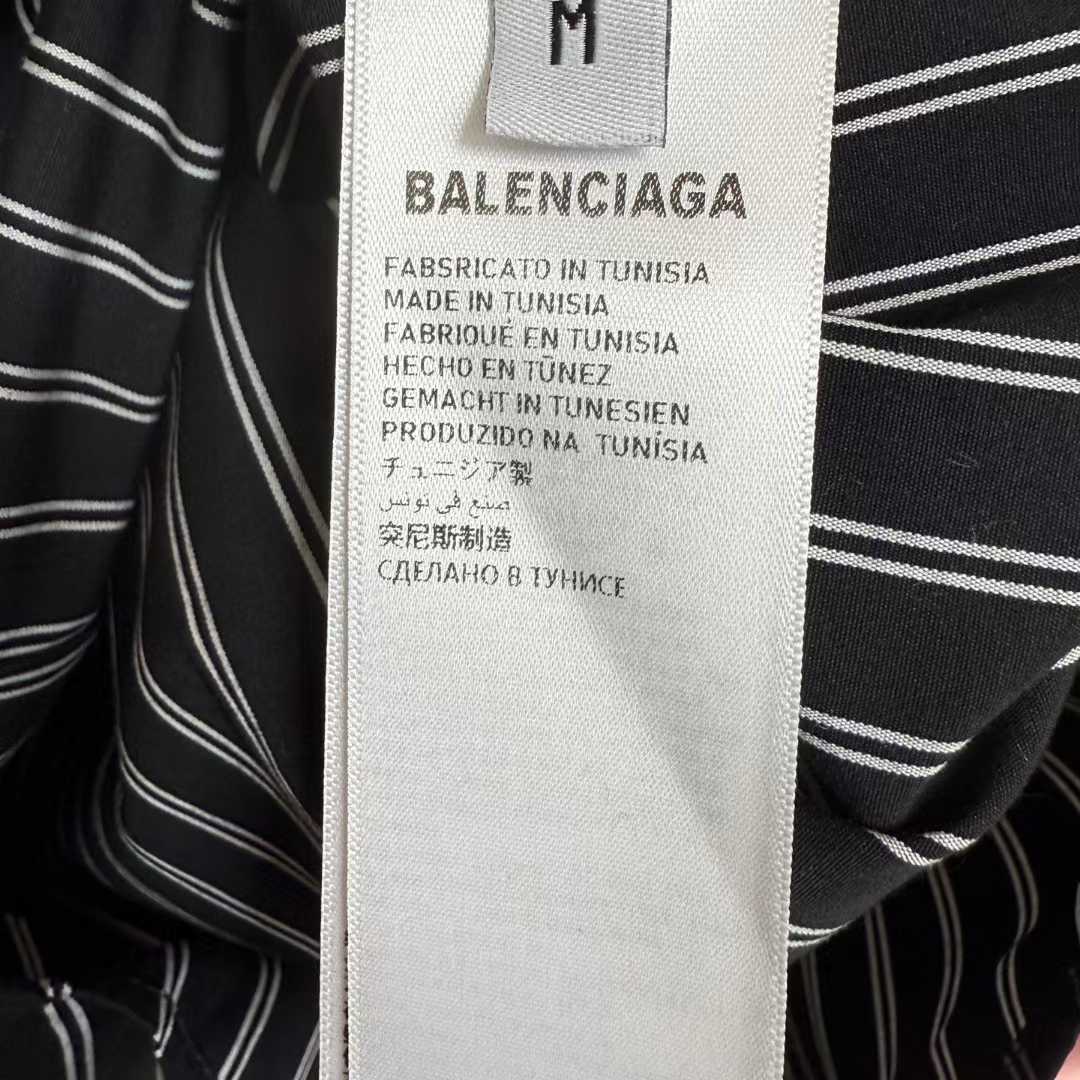 M
BALENCIAGA
FABSRICATO IN TUNISIA
MADE IN TUNISIA
FABRIQUÉ EN TUNISIA
HECHO EN TŪNEZ
GEMACHT IN TUNESIEN
PRODUZIDO NA TUNÍSIA
チュニジア製
صنع في تونس
突尼斯制造
СДЕЛАНО В ТУНИСЕ